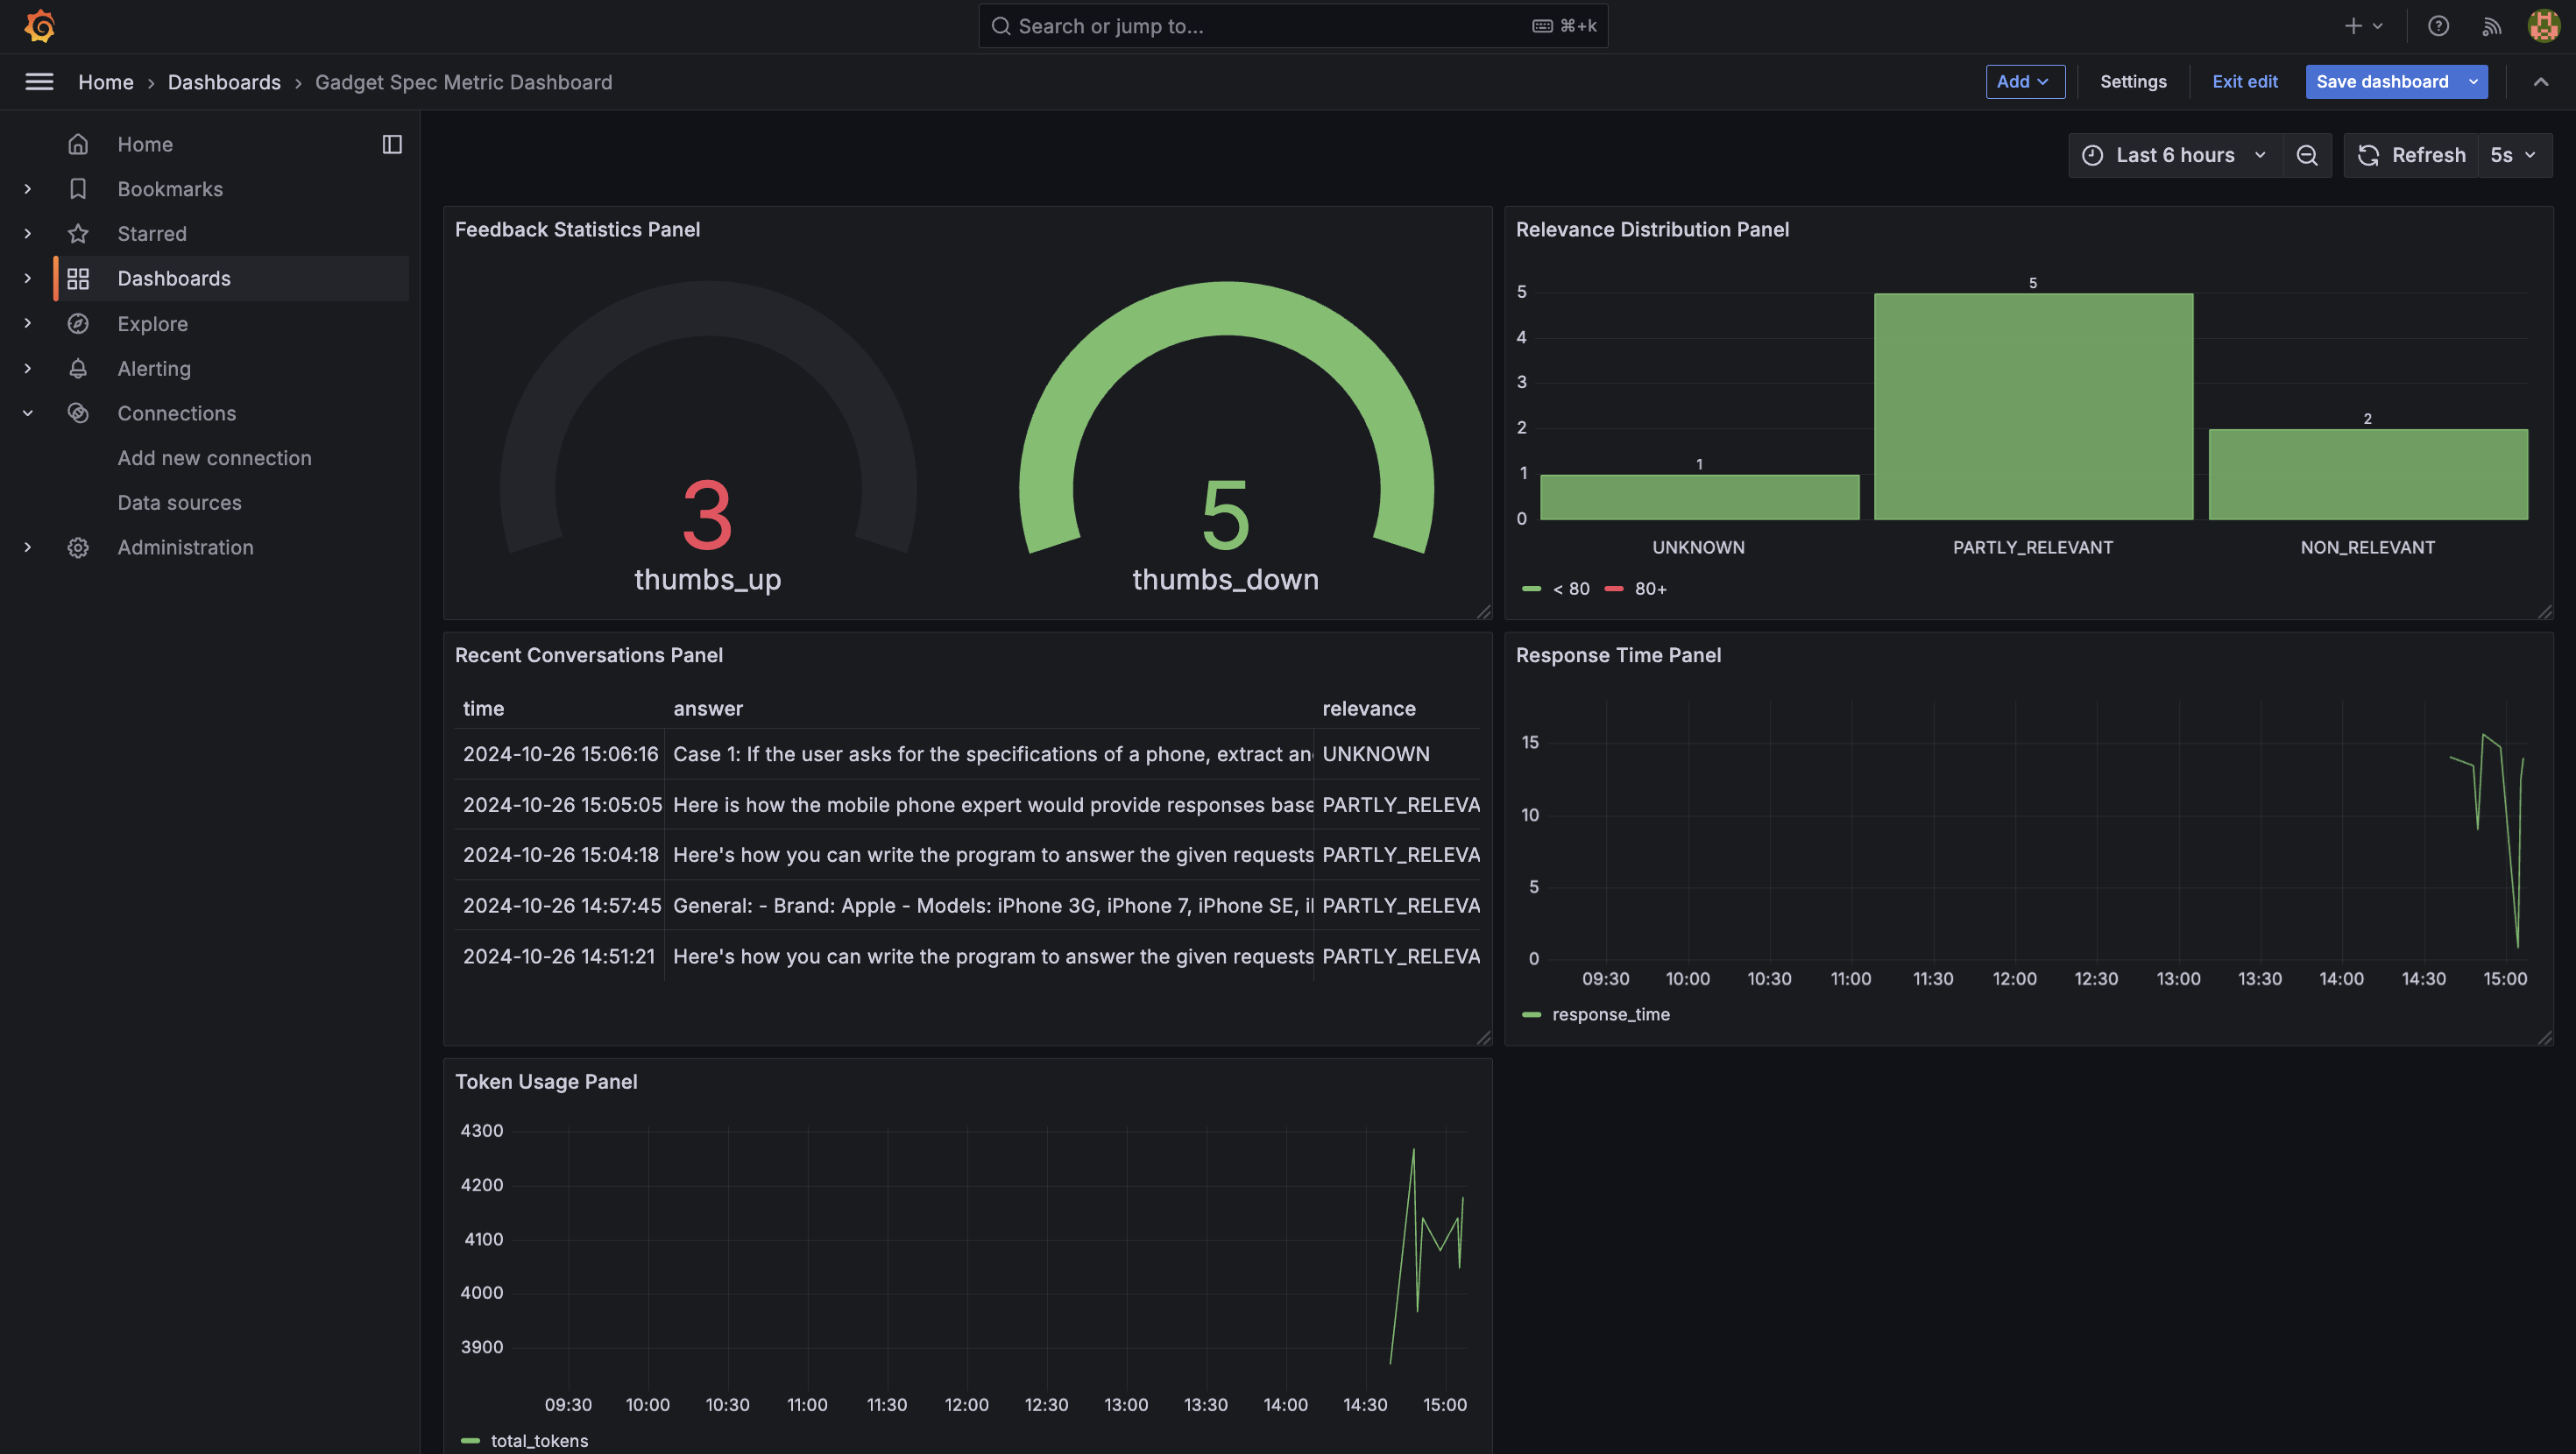 Search or jump to... ⌘+k
Home › Dashboards › Gadget Spec Metric Dashboard
Add Settings Exit edit Save dashboard
Home
Bookmarks
Starred
Dashboards
Explore
Alerting
Connections
Add new connection
Data sources
Administration
Last 6 hours Refresh 5s
Feedback Statistics Panel
3 5
thumbs_up thumbs_down
Relevance Distribution Panel
5
4
3
2
1
0
1 5 2
UNKNOWN PARTLY_RELEVANT NON_RELEVANT
< 80 80+
Recent Conversations Panel
time answer relevance
2024-10-26 15:06:16 Case 1: If the user asks for the specifications of a phone, extract an UNKNOWN
2024-10-26 15:05:05 Here is how the mobile phone expert would provide responses base PARTLY_RELEVA
2024-10-26 15:04:18 Here's how you can write the program to answer the given requests PARTLY_RELEVA
2024-10-26 14:57:45 General: - Brand: Apple - Models: iPhone 3G, iPhone 7, iPhone SE, PARTLY_RELEVA
2024-10-26 14:51:21 Here's how you can write the program to answer the given requests PARTLY_RELEVA
Response Time Panel
15
10
5
0
09:30 10:00 10:30 11:00 11:30 12:00 12:30 13:00 13:30 14:00 14:30 15:00
response_time
Token Usage Panel
4300
4200
4100
4000
3900
09:30 10:00 10:30 11:00 11:30 12:00 12:30 13:00 13:30 14:00 14:30 15:00
total_tokens